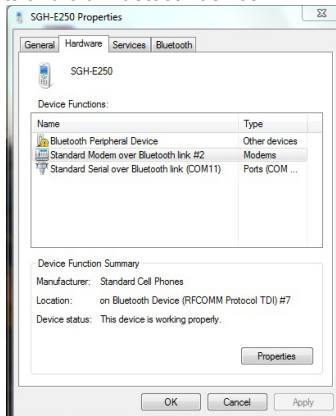 SGH-E250 Properties
General Hardware Services Bluetooth
SGH-E250
Device Functions:
Name Type
Bluetooth Peripheral Device Other devices
Standard Modem over Bluetooth link #2 Modems
Standard Serial over Bluetooth link (COM11) Ports (COM ...
Device Function Summary
Manufacturer: Standard Cell Phones
Location: on Bluetooth Device (RFCOMM Protocol TDI) #7
Device status: This device is working properly.
Properties
OK Cancel Apply